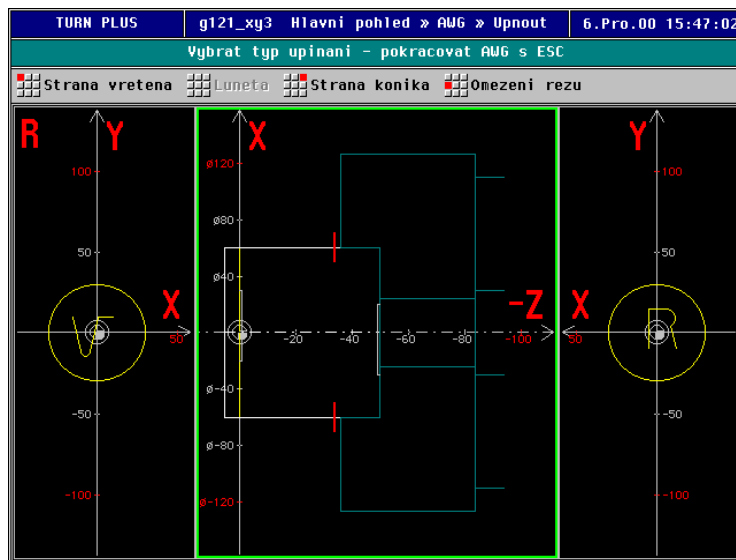 TURN PLUS g121_xy3 Hlavni pohled » AWG » Upnout 6.Pro.00 15:47:02
Vybrat typ upinani - pokracovat AWG s ESC
Strana vretena Luneta Strana konika Omezeni rezu
R Y X Y
100 ø120 100
ø80
50 50
ø40
X -Z X
50 -20 -40 -60 -80 -100 50
V R
ø-40
-50 -50
ø-80
-100 ø-120 -100